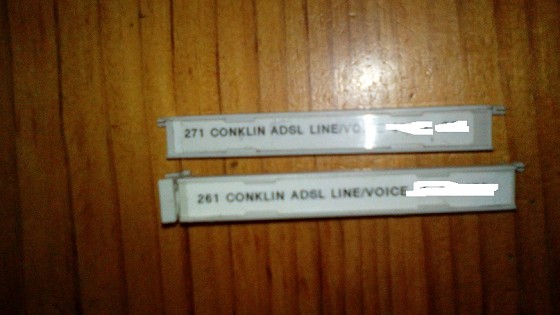 271 CONKLIN ADSL LINE/VO
261 CONKLIN ADSL LINE/VOICE